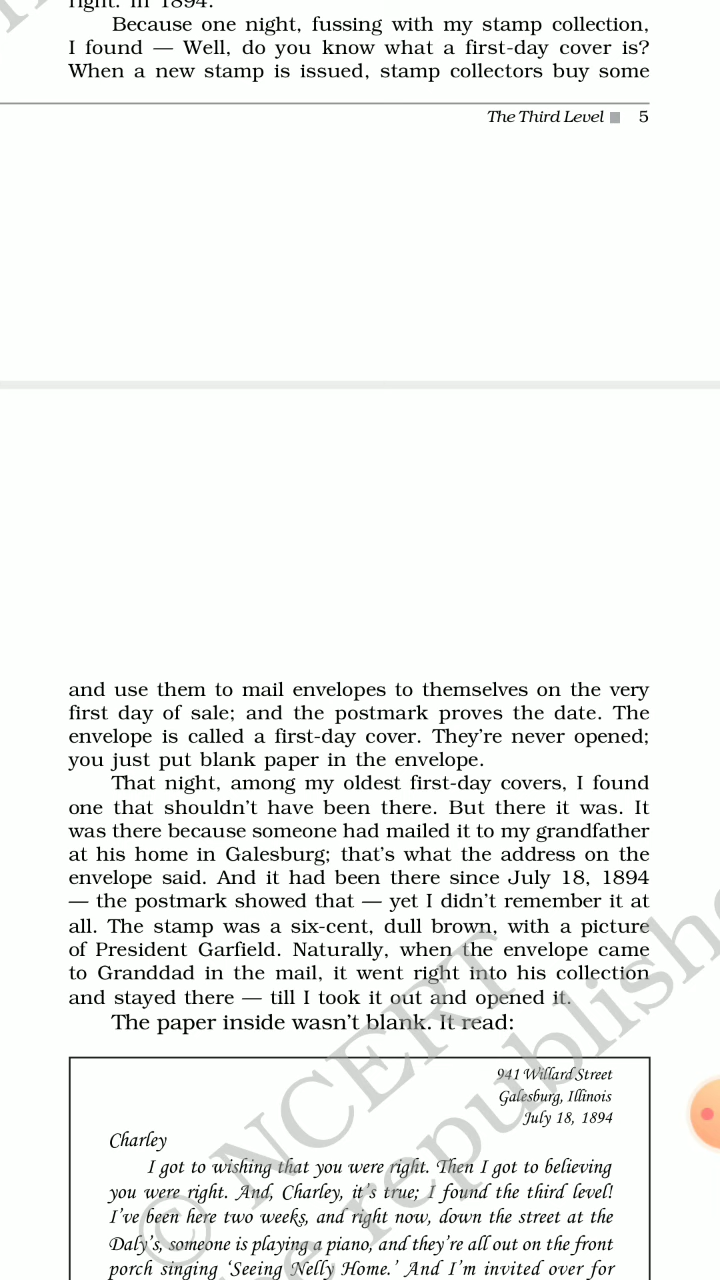 right. In 1894.
Because one night, fussing with my stamp collection,
I found — Well, do you know what a first-day cover is?
When a new stamp is issued, stamp collectors buy some
The Third Level 5
and use them to mail envelopes to themselves on the very
first day of sale; and the postmark proves the date. The
envelope is called a first-day cover. They're never opened;
you just put blank paper in the envelope.
That night, among my oldest first-day covers, I found
one that shouldn't have been there. But there it was. It
was there because someone had mailed it to my grandfather
at his home in Galesburg; that's what the address on the
envelope said. And it had been there since July 18, 1894
— the postmark showed that — yet I didn't remember it at
all. The stamp was a six-cent, dull brown, with a picture
of President Garfield. Naturally, when the envelope came
to Granddad in the mail, it went right into his collection
and stayed there — till I took it out and opened it.
The paper inside wasn't blank. It read:
941 Willard Street
Galesburg, Illinois
July 18, 1894
Charley
I got to wishing that you were right. Then I got to believing
you were right. And, Charley, it's true; I found the third level!
I've been here two weeks, and right now, down the street at the
Daly's, someone is playing a piano, and they're all out on the front
porch singing ‘Seeing Nelly Home.’ And I'm invited over for
© NCERT
be republishe